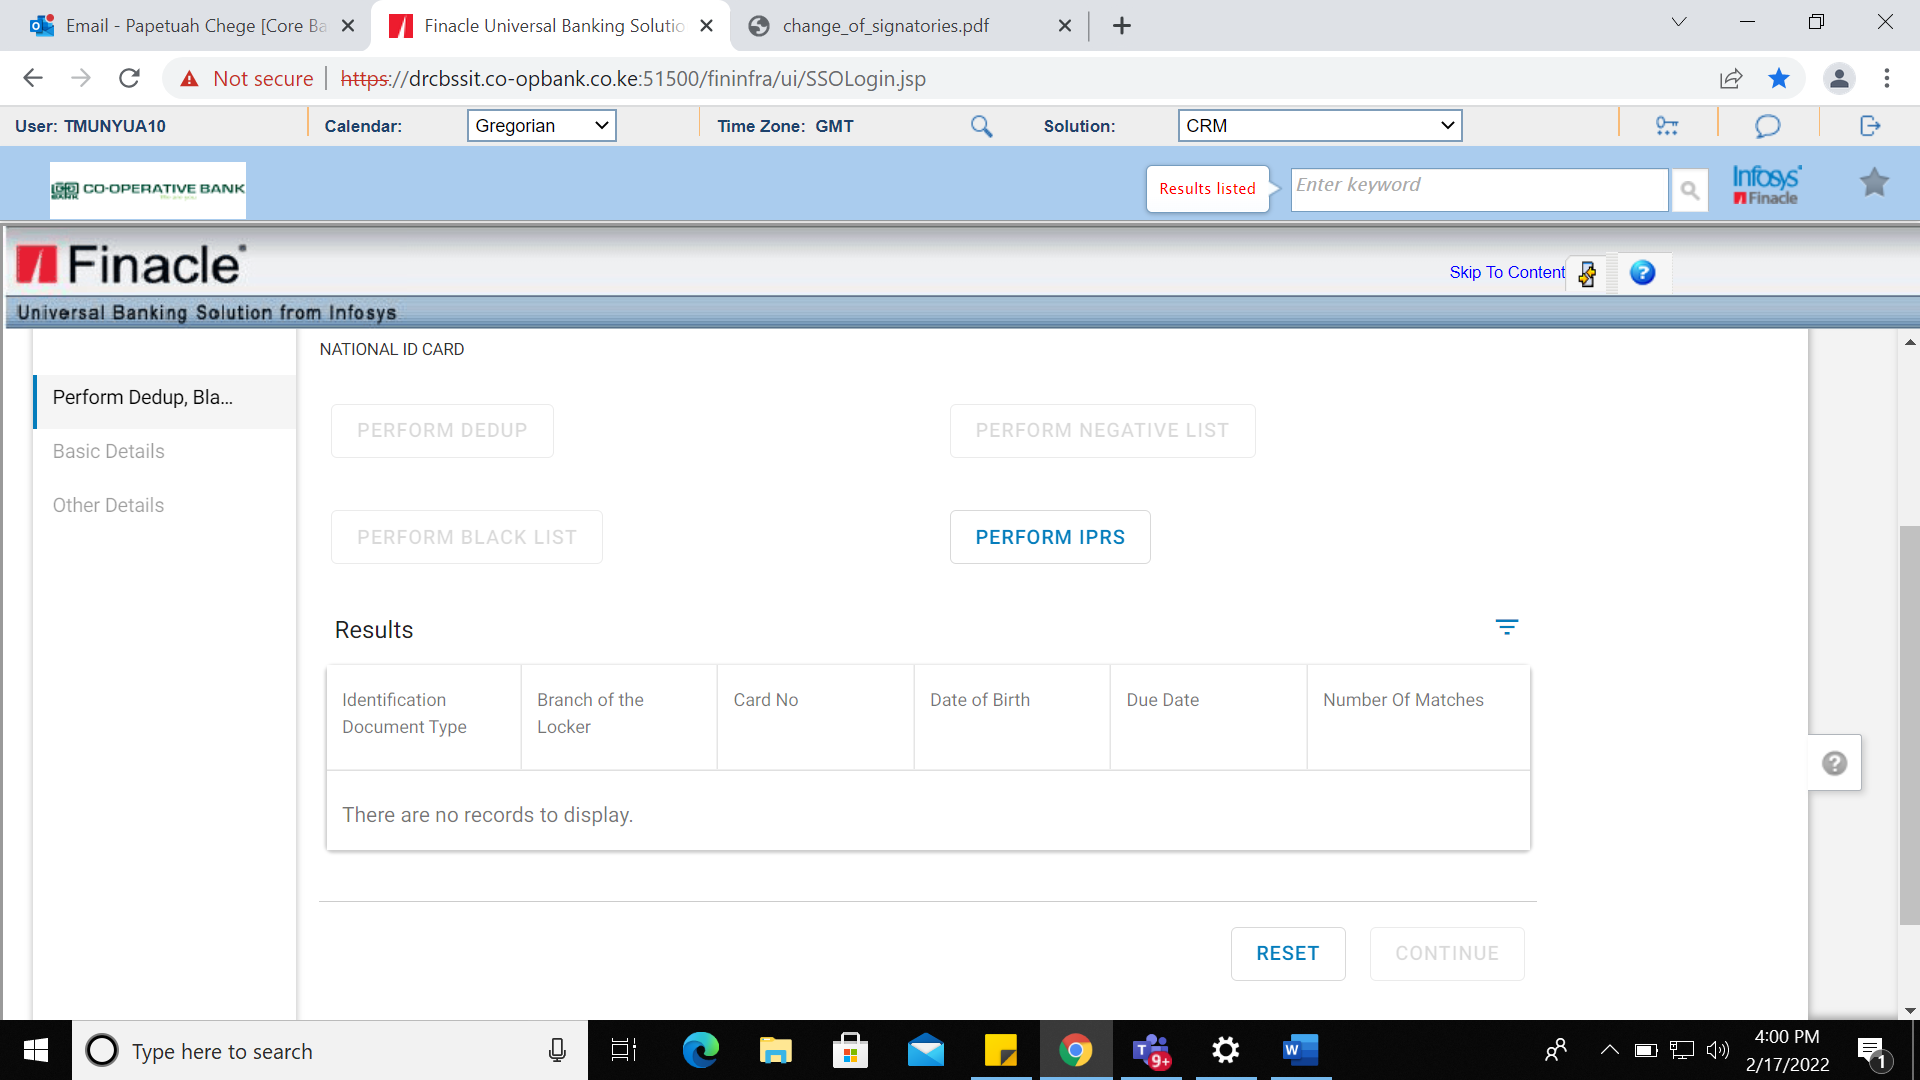 Email - Papetuah Chege [Core Ba
Finacle Universal Banking Solutio
change_of_signatories.pdf
Not secure
https://drcbssit.co-opbank.co.ke:51500/fininfra/ui/SSOLogin.jsp
User: TMUNYUA10
Calendar:
Gregorian
Time Zone: GMT
Solution:
CRM
CO-OPERATIVE BANK
We are you
Results listed
Enter keyword
Infosys
Finacle
Finacle
Skip To Content
Universal Banking Solution from Infosys
NATIONAL ID CARD
Perform Dedup, Bla...
Basic Details
Other Details
PERFORM DEDUP
PERFORM NEGATIVE LIST
PERFORM BLACK LIST
PERFORM IPRS
Results
Identification Document Type
Branch of the Locker
Card No
Date of Birth
Due Date
Number Of Matches
There are no records to display.
RESET
CONTINUE
Type here to search
9+
4:00 PM
2/17/2022
1